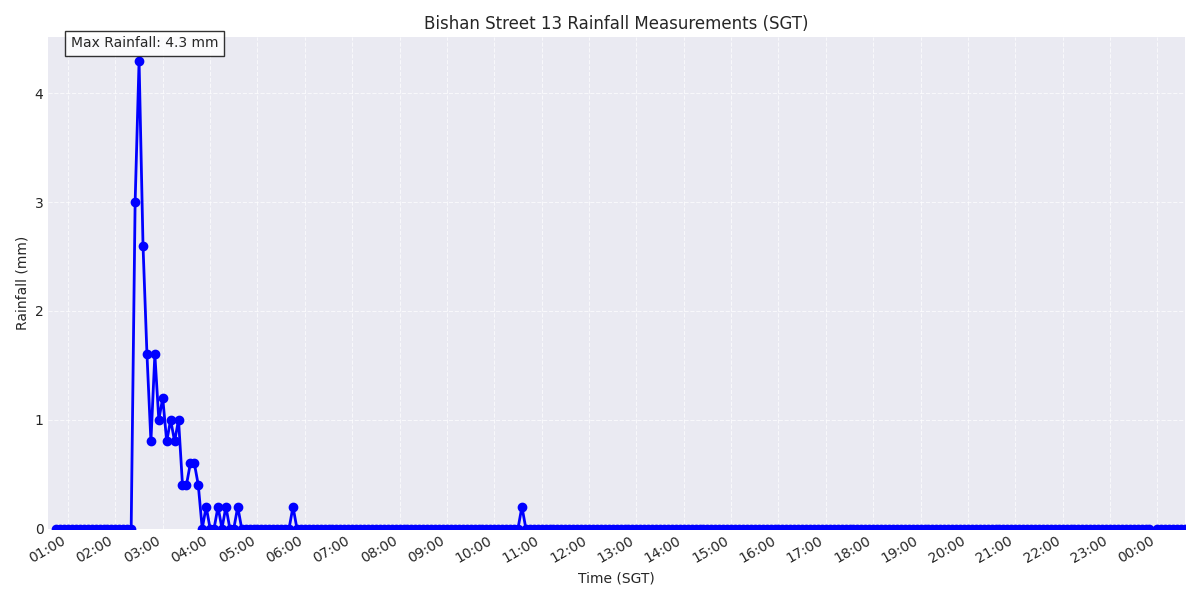 Bishan Street 13 Rainfall Measurements (SGT)
Max Rainfall: 4.3 mm
4
3
2
1
0
Rainfall (mm)
01:00 02:00 03:00 04:00 05:00 06:00 07:00 08:00 09:00 10:00 11:00 12:00 13:00 14:00 15:00 16:00 17:00 18:00 19:00 20:00 21:00 22:00 23:00 00:00
Time (SGT)